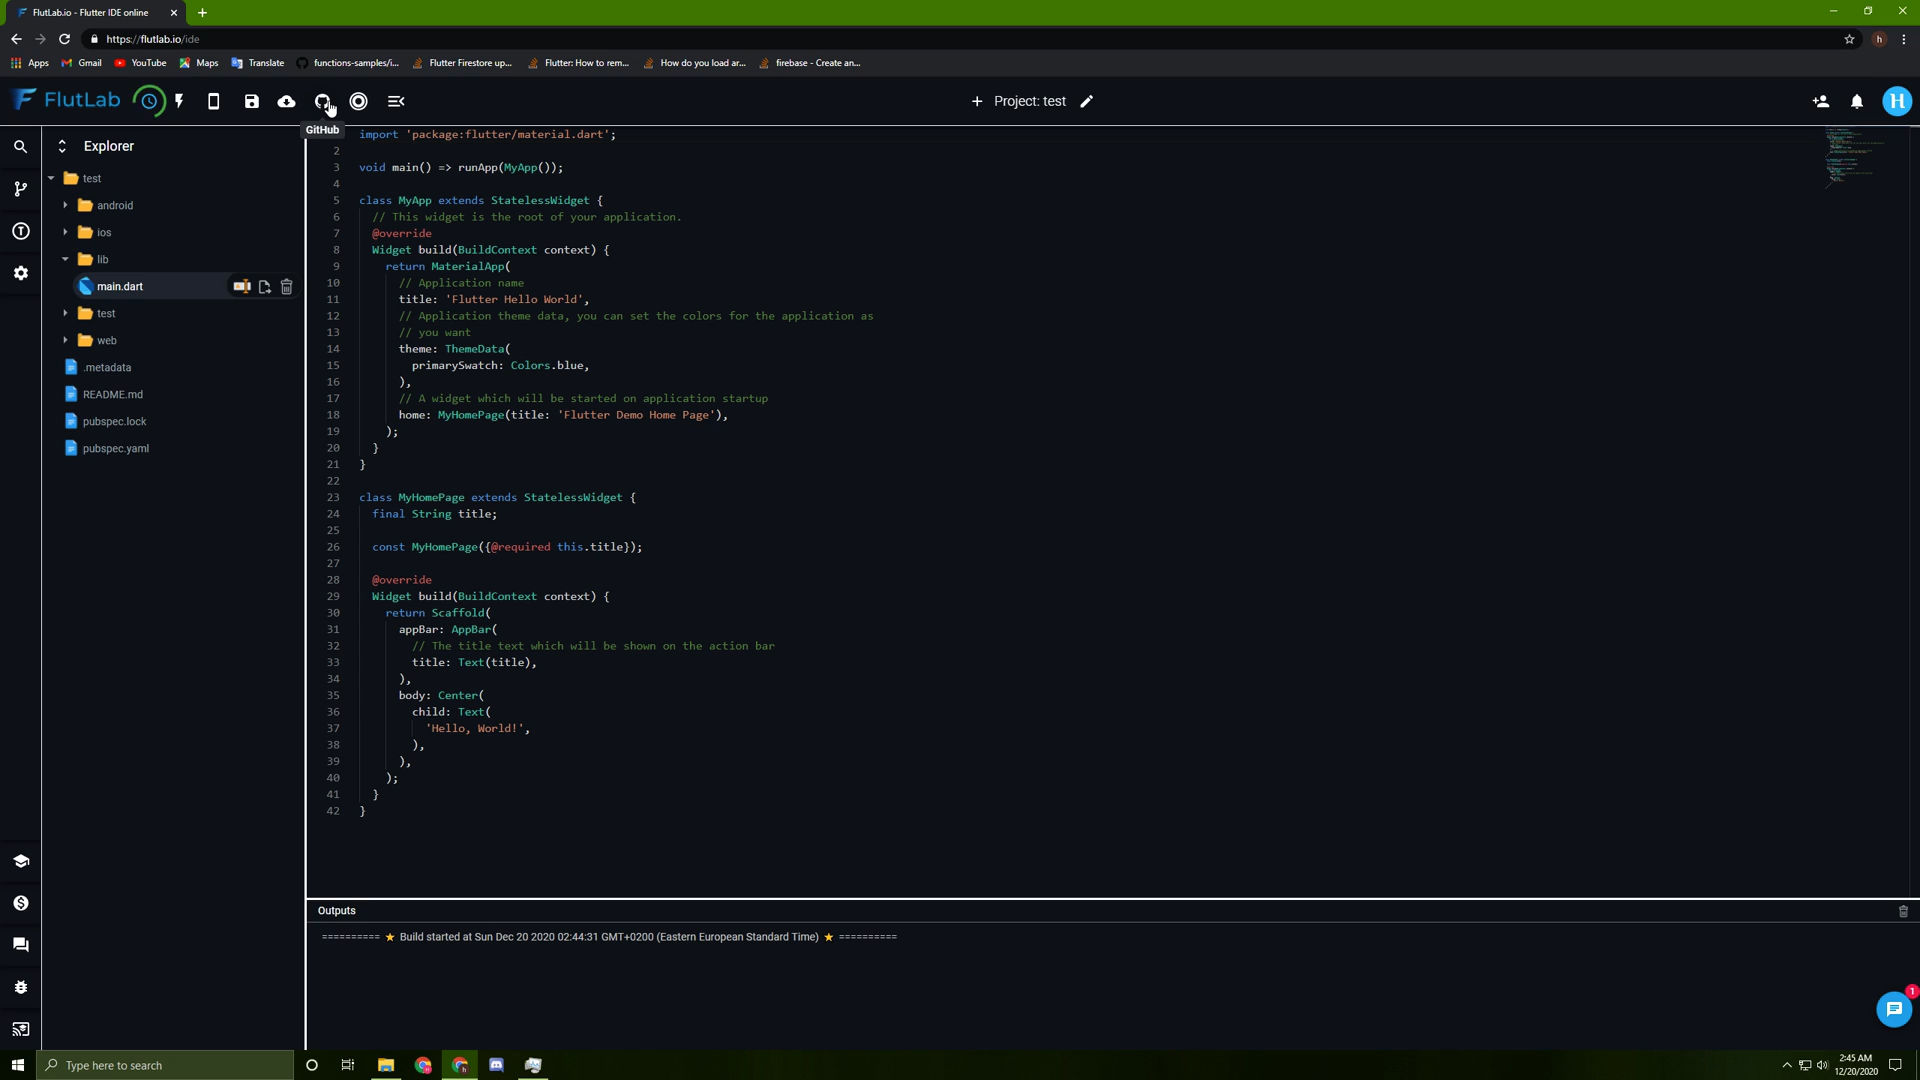 FlutLab.io - Flutter IDE online
https://flutlab.io/ide
Apps Gmail YouTube Maps Translate functions-samples/i... Flutter Firestore up... Flutter: How to rem... How do you load ar... firebase - Create an...
FlutLab
Project: test
H
GitHub
Explorer
test
android
ios
lib
main.dart
test
web
.metadata
README.md
pubspec.lock
pubspec.yaml
import 'package:flutter/material.dart';
2
3 void main() => runApp(MyApp());
4
5 class MyApp extends StatelessWidget {
6 // This widget is the root of your application.
7 @override
8 Widget build(BuildContext context) {
9 return MaterialApp(
10 // Application name
11 title: 'Flutter Hello World',
12 // Application theme data, you can set the colors for the application as
13 // you want
14 theme: ThemeData(
15 primarySwatch: Colors.blue,
16 ),
17 // A widget which will be started on application startup
18 home: MyHomePage(title: 'Flutter Demo Home Page'),
19 );
20 }
21 }
22
23 class MyHomePage extends StatelessWidget {
24 final String title;
25
26 const MyHomePage({@required this.title});
27
28 @override
29 Widget build(BuildContext context) {
30 return Scaffold(
31 appBar: AppBar(
32 // The title text which will be shown on the action bar
33 title: Text(title),
34 ),
35 body: Center(
36 child: Text(
37 'Hello, World!',
38 ),
39 ),
40 );
41 }
42 }
Outputs
========== ★ Build started at Sun Dec 20 2020 02:44:31 GMT+0200 (Eastern European Standard Time) ★ ==========
1
Type here to search
2:45 AM
12/20/2020